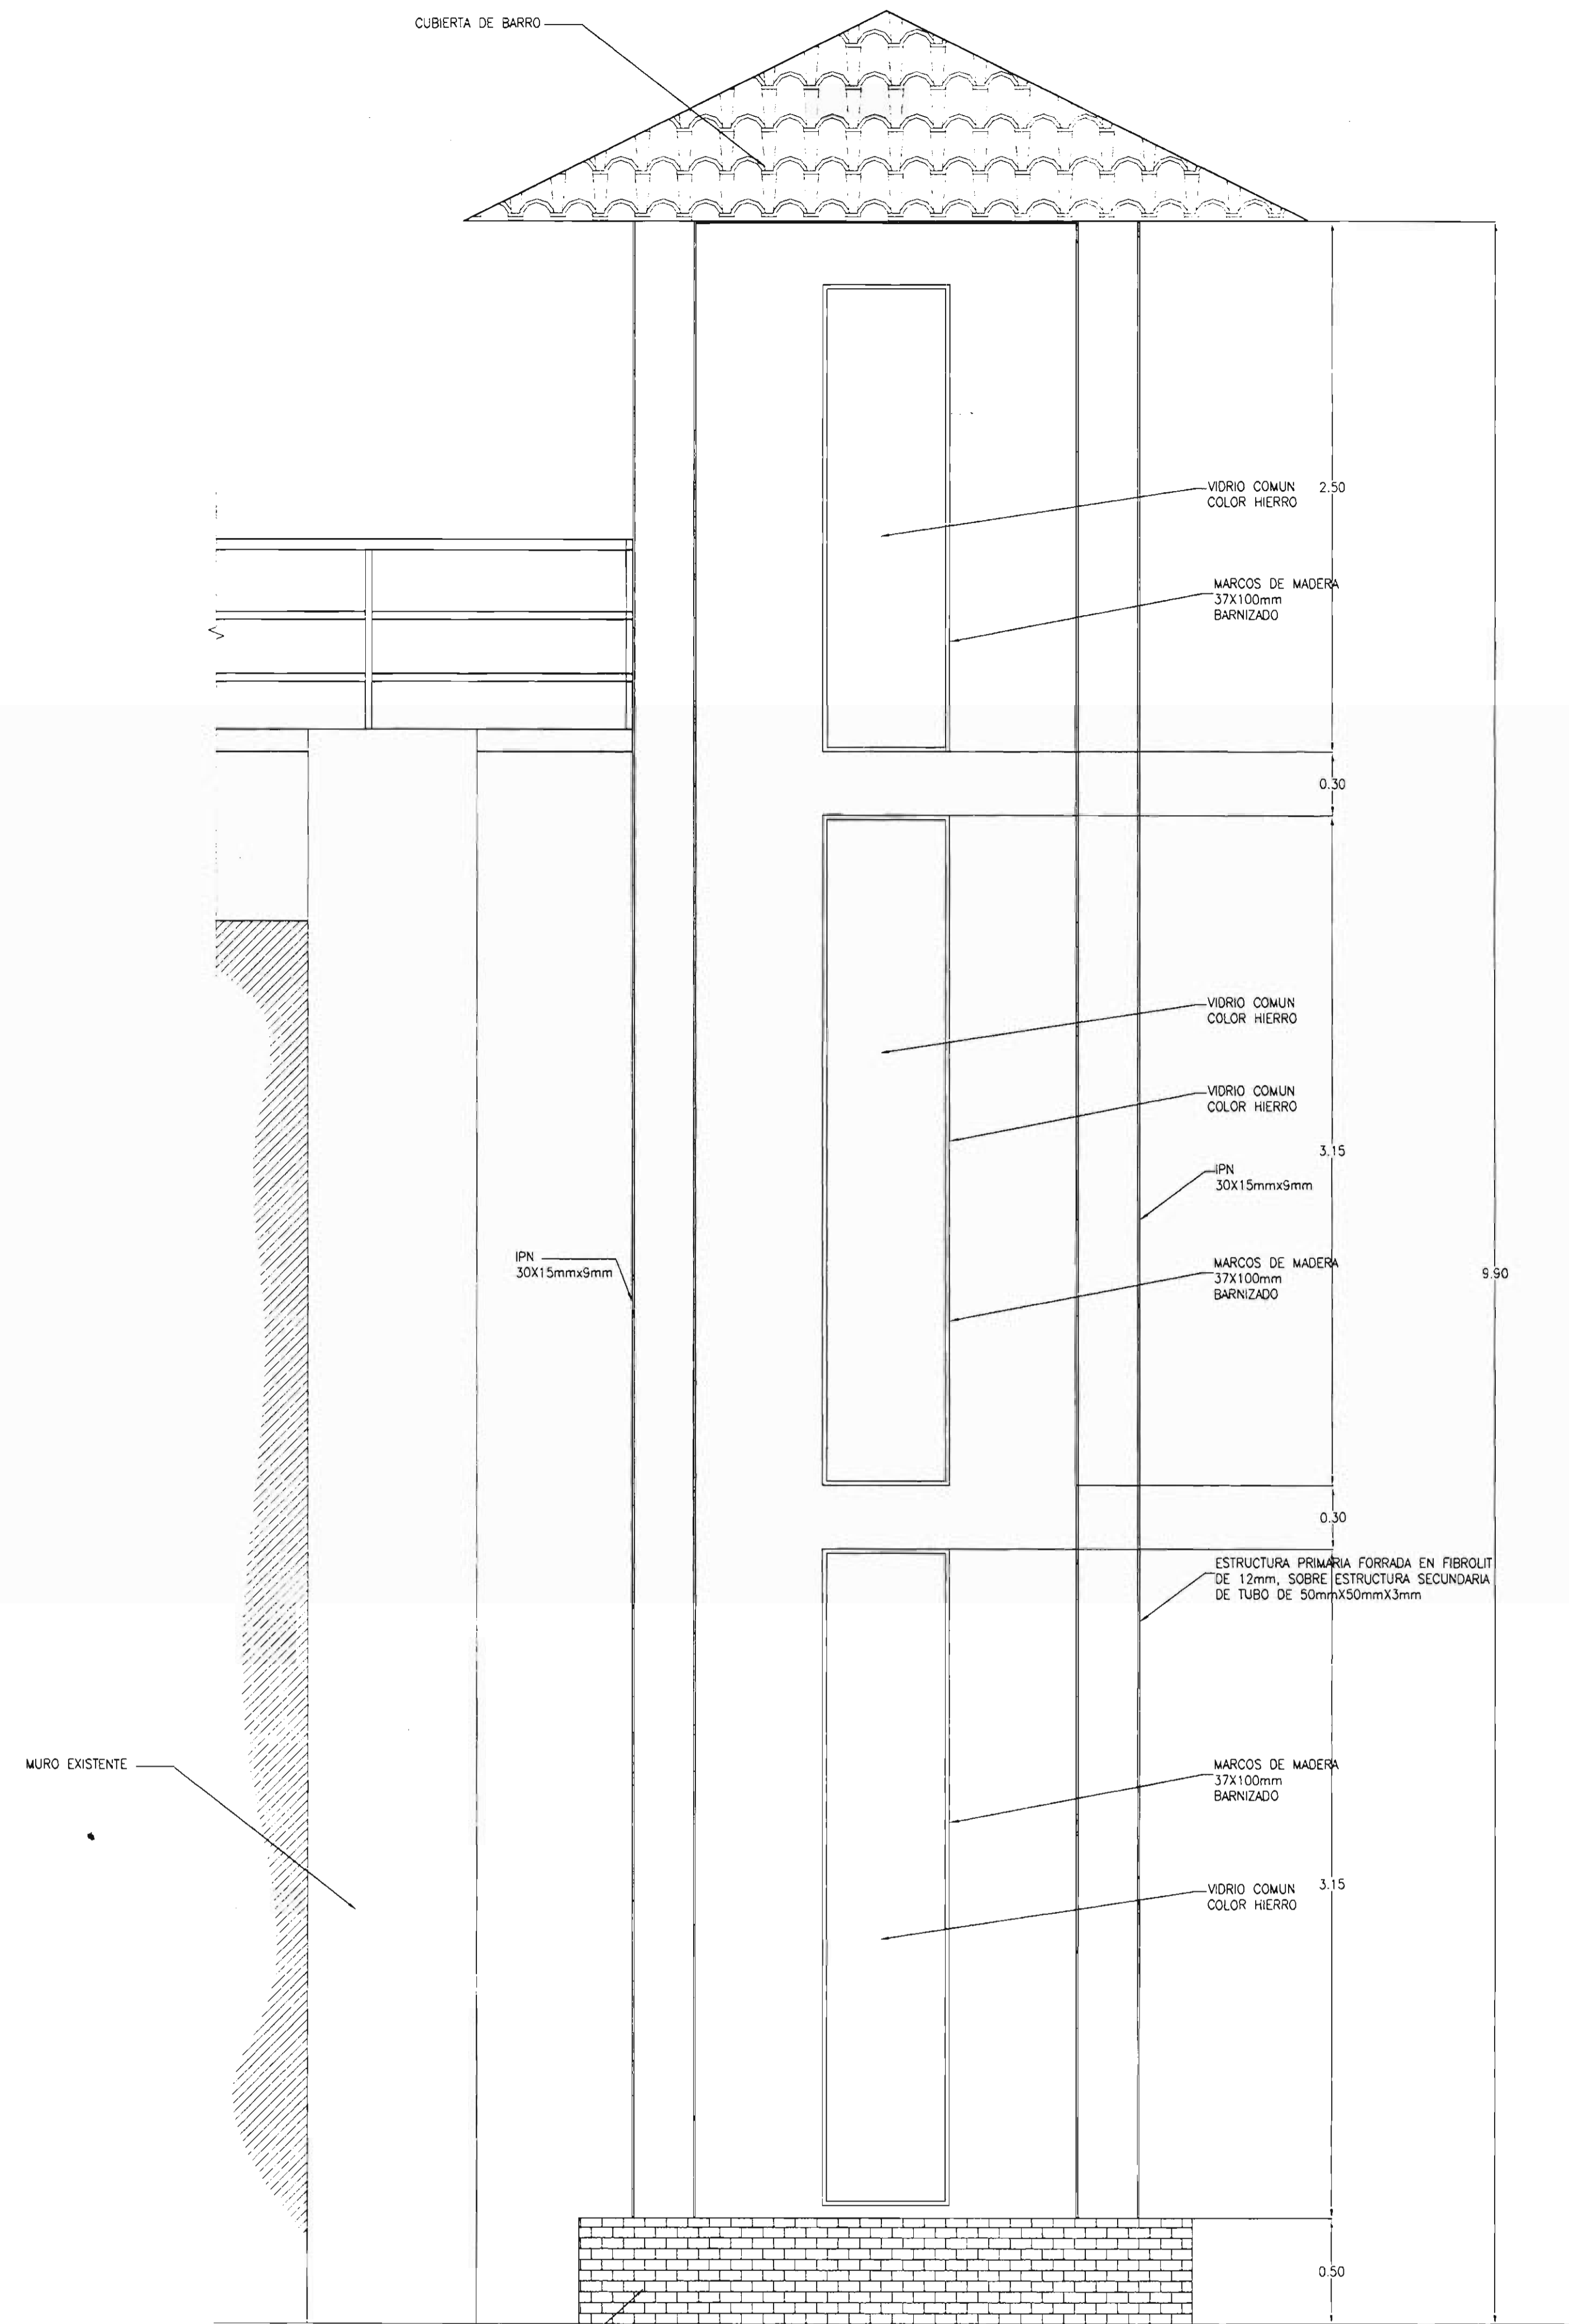 CUBIERTA DE BARRO
VIDRIO COMUN
COLOR HIERRO
2.50
MARCOS DE MADERA
37X100mm
BARNIZADO
0.30
VIDRIO COMUN
COLOR HIERRO
VIDRIO COMUN
COLOR HIERRO
3.15
IPN
30X15mmx9mm
IPN
30X15mmx9mm
MARCOS DE MADERA
37X100mm
BARNIZADO
9.90
0.30
ESTRUCTURA PRIMARIA FORRADA EN FIBROLIT
DE 12mm, SOBRE ESTRUCTURA SECUNDARIA
DE TUBO DE 50mmX50mmX3mm
MURO EXISTENTE
MARCOS DE MADERA
37X100mm
BARNIZADO
VIDRIO COMUN
COLOR HIERRO
3.15
0.50